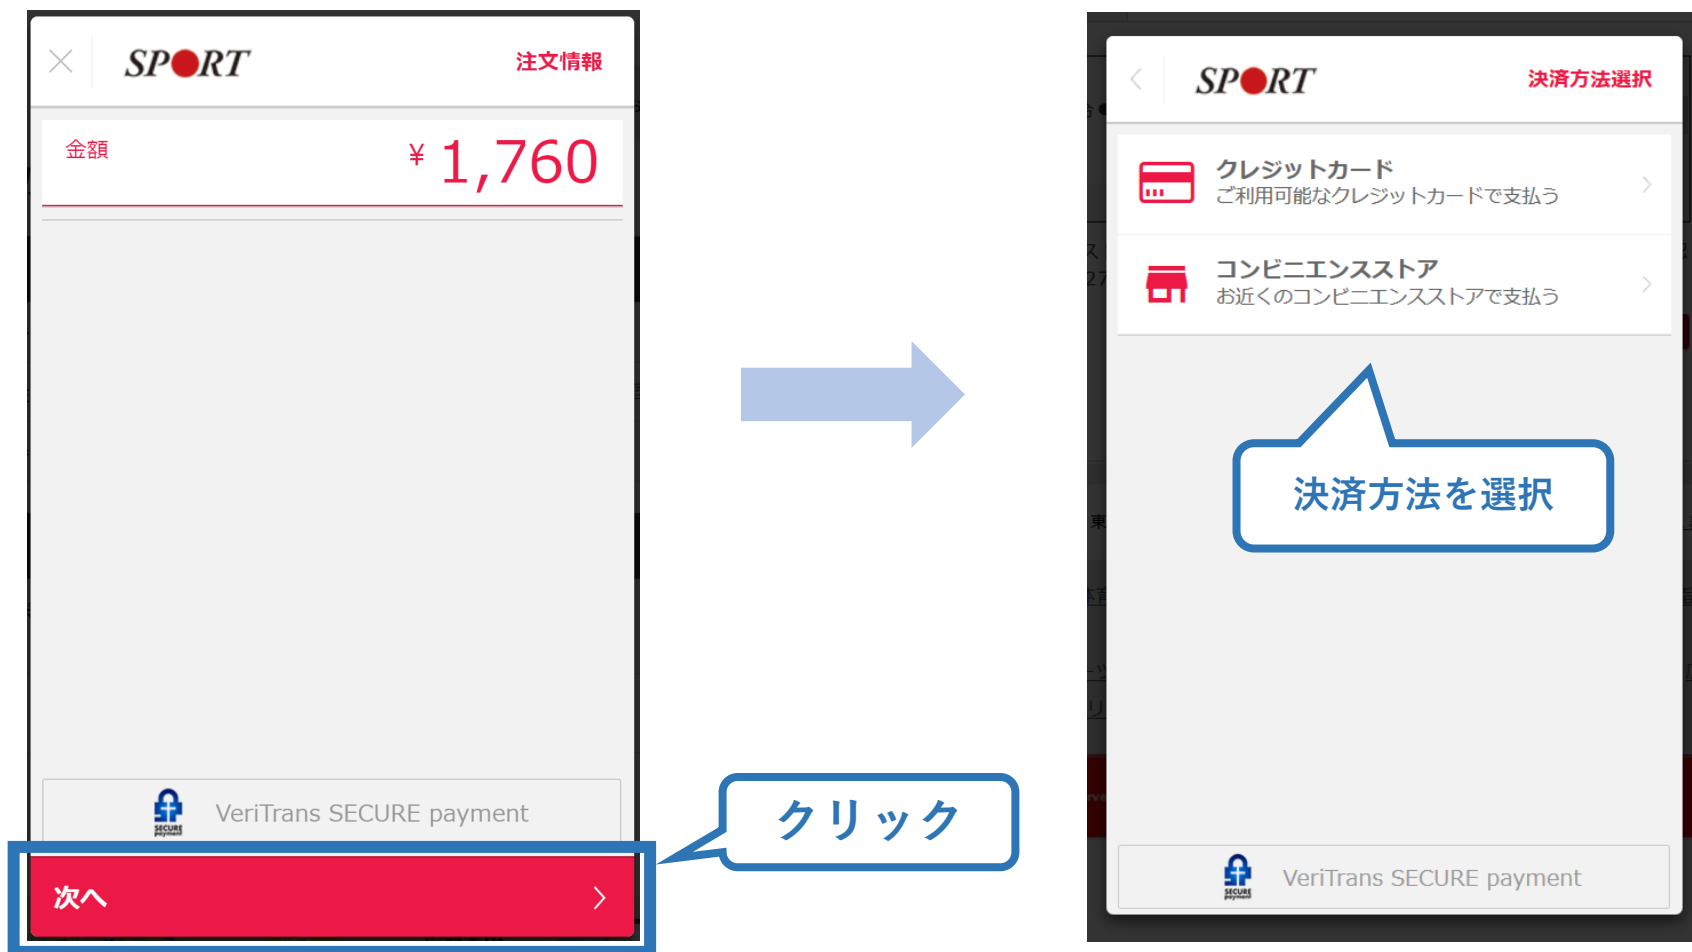 SPORT
注文情報
金額
¥ 1,760
SECURE
payment
VeriTrans SECURE payment
次へ
クリック
SPORT
決済方法選択
クレジットカード
ご利用可能なクレジットカードで支払う
コンビニエンスストア
お近くのコンビニエンスストアで支払う
決済方法を選択
SECURE
payment
VeriTrans SECURE payment